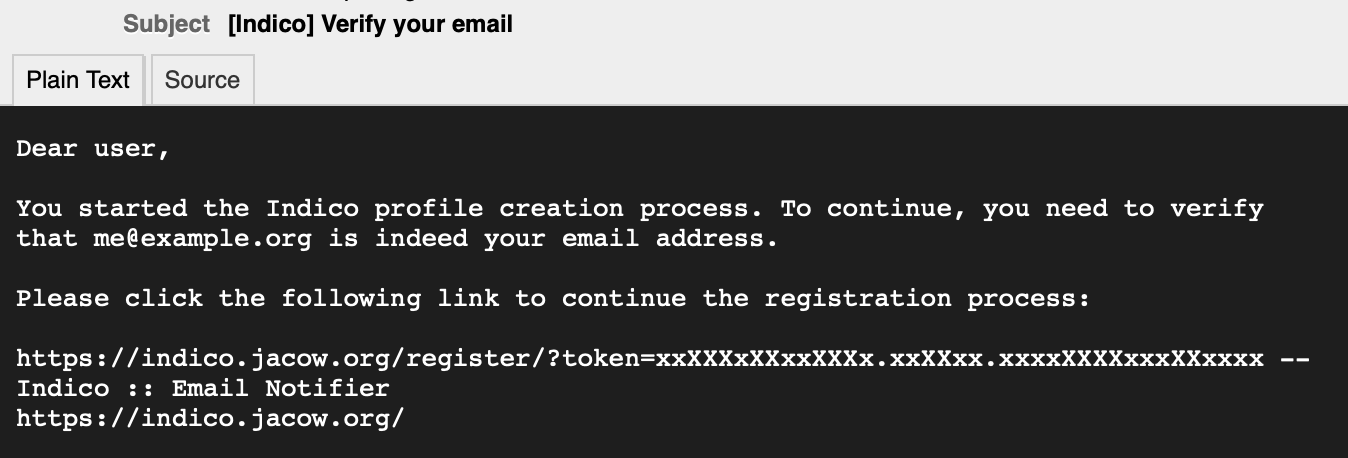 Subject [Indico] Verify your email
Plain Text Source
Dear user,
You started the Indico profile creation process. To continue, you need to verify
that me@example.org is indeed your email address.
Please click the following link to continue the registration process:
https://indico.jacow.org/register/?token=xxXXXxXXxxXXXx.xxXXxx.xxxxXXXXxxxXXxxxx --
Indico :: Email Notifier
https://indico.jacow.org/